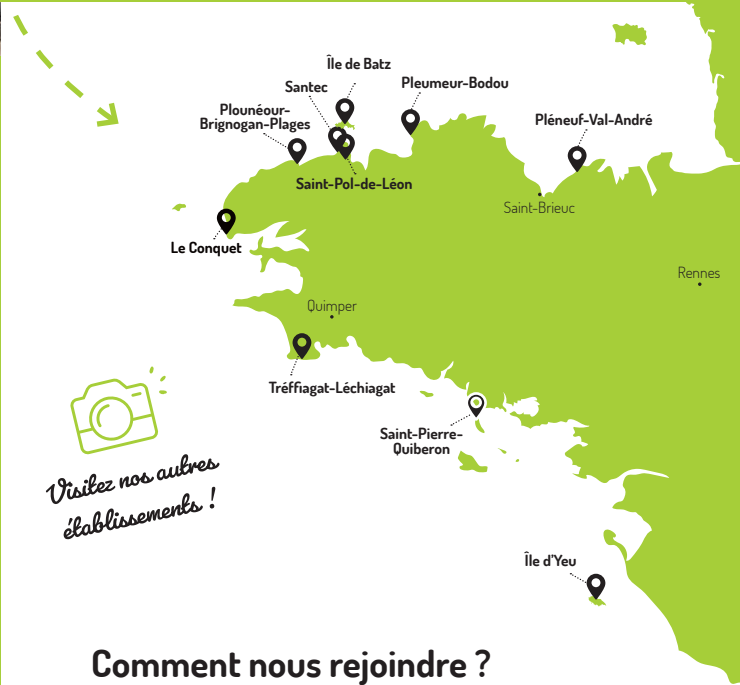 Île de Batz
Santec
Pleumeur-Bodou
Plounéour-
Brignogan-Plages
Pléneuf-Val-André
Saint-Pol-de-Léon
Saint-Brieuc
Le Conquet
Rennes
Quimper
Tréffiagat-Léchiagat
Saint-Pierre-
Quiberon
Visitez nos autres
établissements !
Île d'Yeu
Comment nous rejoindre ?